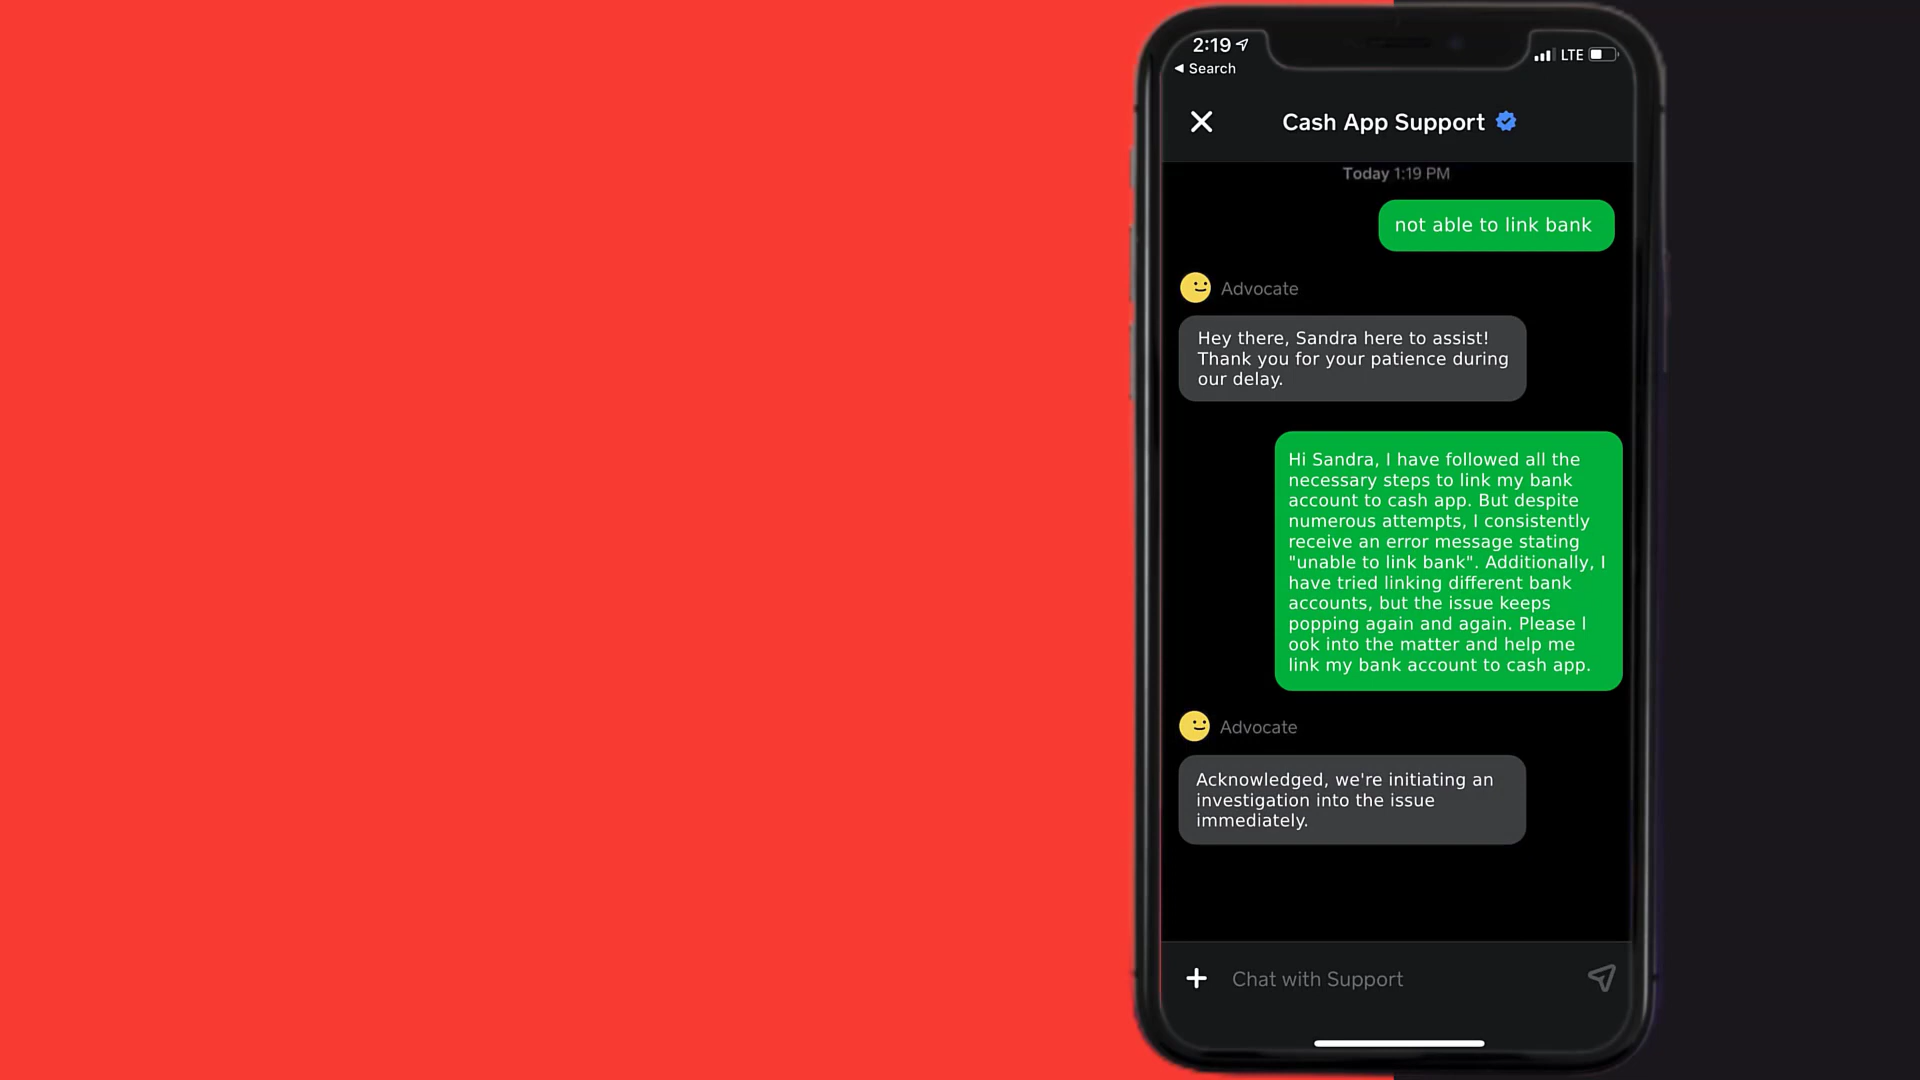 2:19
◀ Search
LTE
Cash App Support
Today 1:19 PM
not able to link bank
Advocate
Hey there, Sandra here to assist!
Thank you for your patience during
our delay.
Hi Sandra, I have followed all the
necessary steps to link my bank
account to cash app. But despite
numerous attempts, I consistently
receive an error message stating
"unable to link bank". Additionally, I
have tried linking different bank
accounts, but the issue keeps
popping again and again. Please l
ook into the matter and help me
link my bank account to cash app.
Advocate
Acknowledged, we're initiating an
investigation into the issue
immediately.
Chat with Support